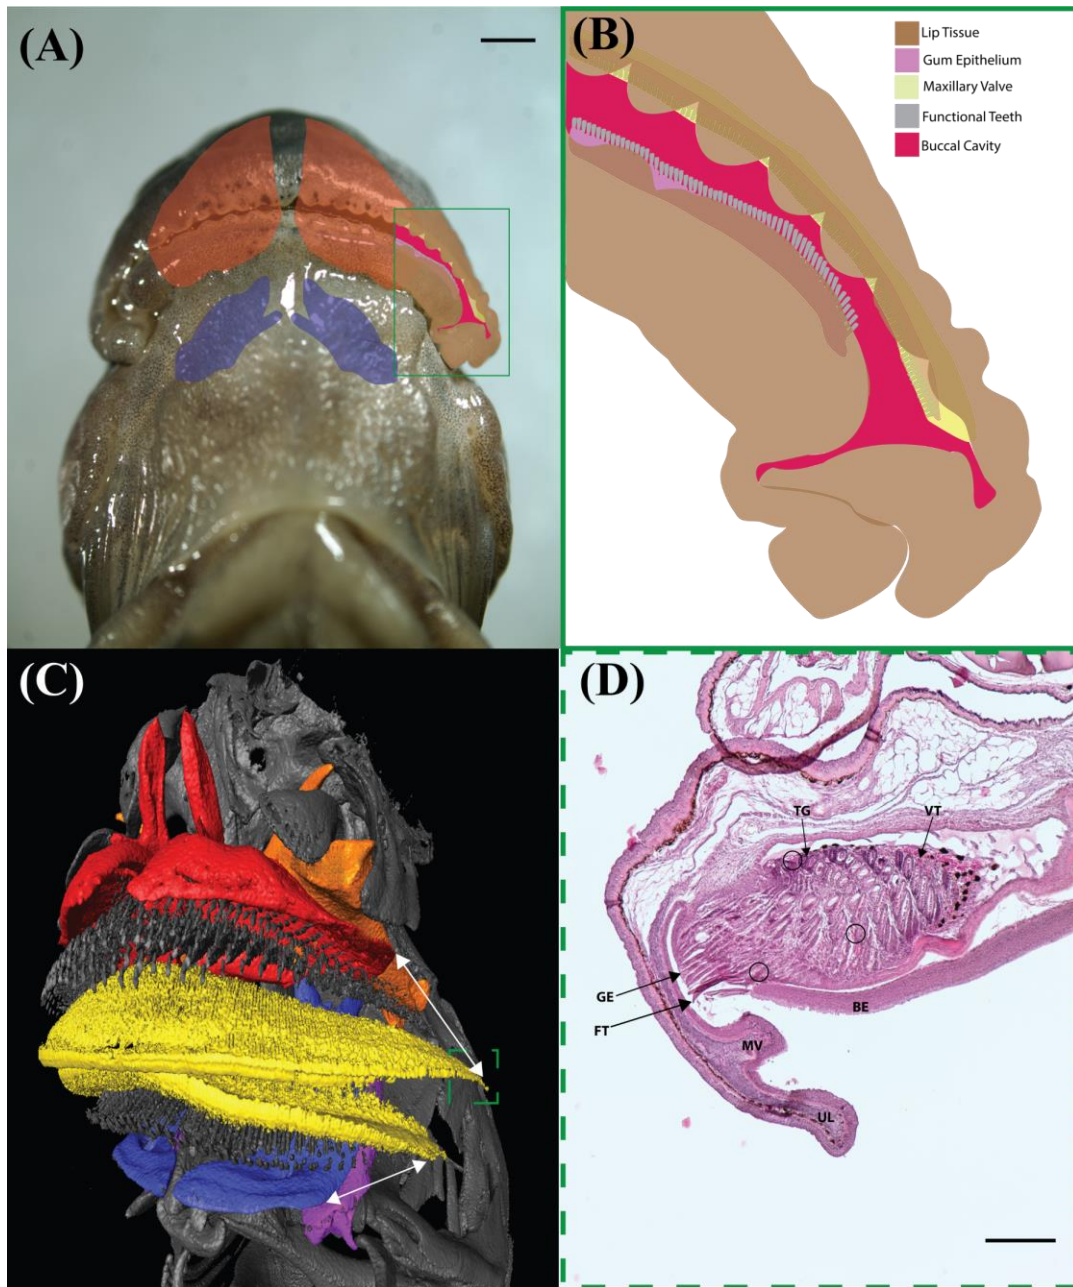 (A)
(B)
Lip Tissue
Gum Epithelium
Maxillary Valve
Functional Teeth
Buccal Cavity
(C)
(D)
TG
VT
GE
FT
BE
MV
UL